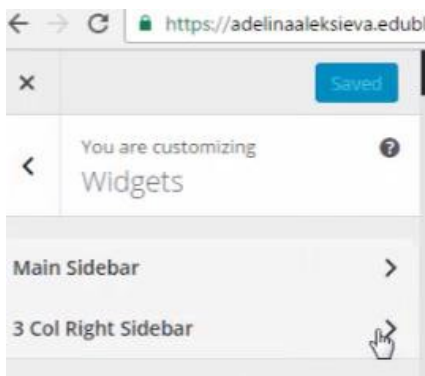 https://adelinaaleksieva.edubl
Saved
You are customizing
Widgets
Main Sidebar
3 Col Right Sidebar